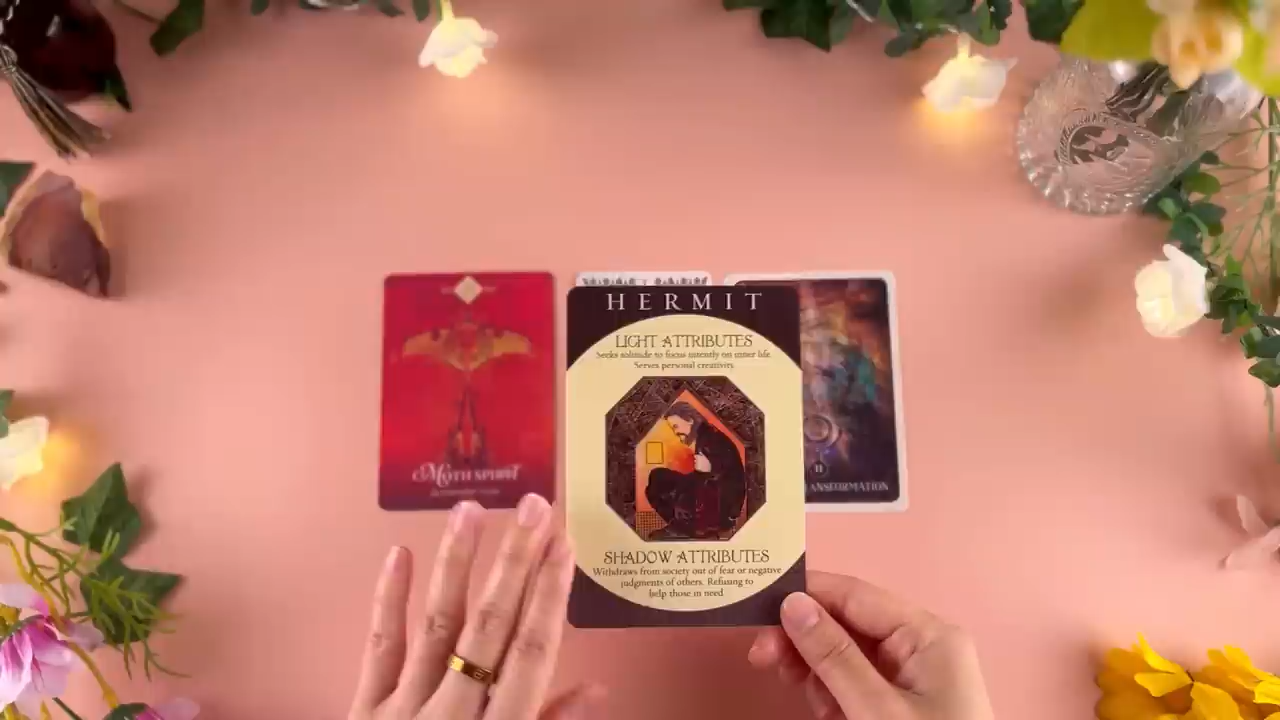 HERMIT
LIGHT ATTRIBUTES
Seeks solitude to focus intently on inner life.
Serves personal creativity.
SHADOW ATTRIBUTES
Withdraws from society out of fear or negative
judgments of others. Refusing to
help those in need
MOTH SPIRIT
11
ANSFORMATION